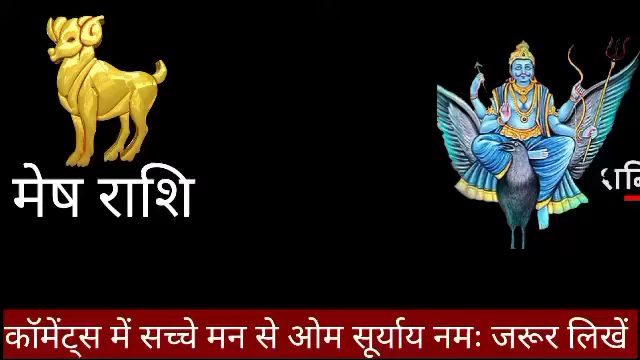 मेष राशि
कॉमेंट्स में सच्चे मन से ओम सूर्याय नमः जरूर लिखें